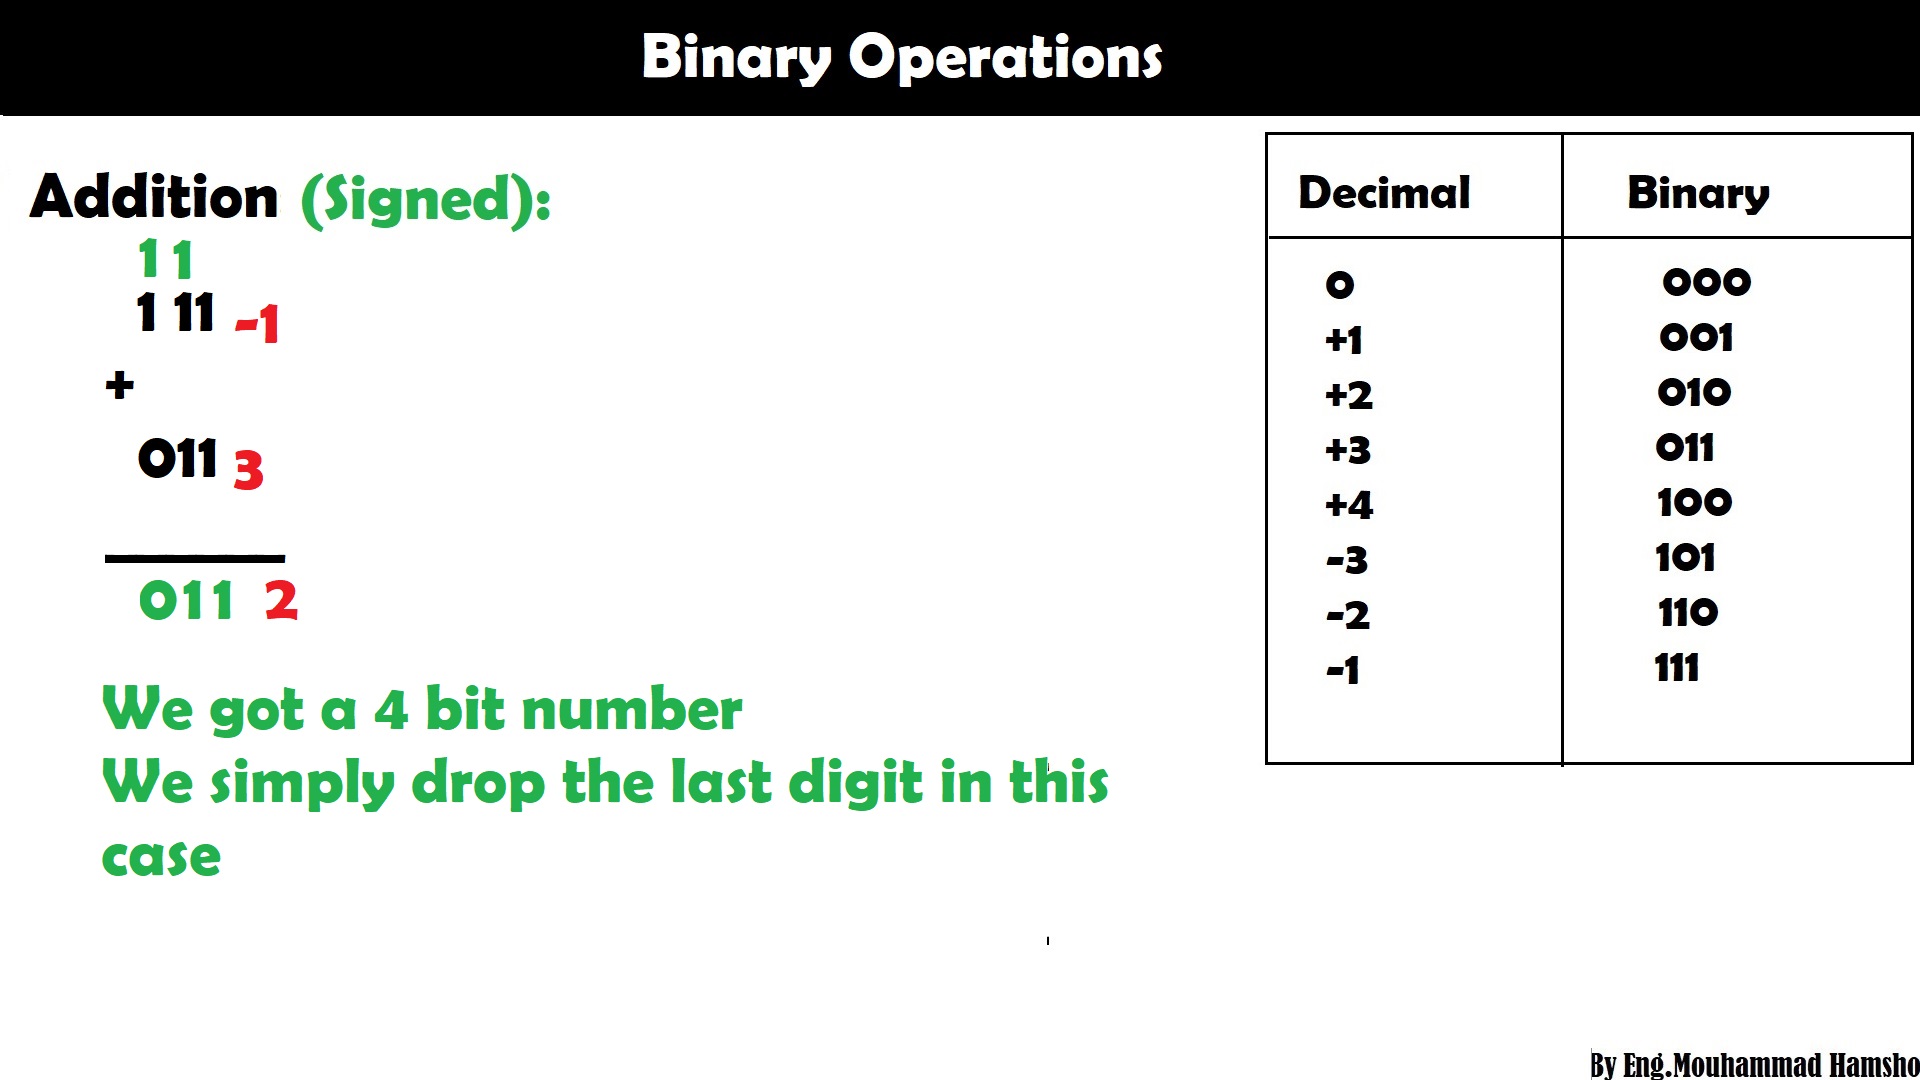 Binary Operations
Addition (Signed):
1 1
1 11 -1
+
011 3
011 2
We got a 4 bit number
We simply drop the last digit in this
case
Decimal Binary
0 000
+1 001
+2 010
+3 011
+4 100
-3 101
-2 110
-1 111
By Eng.Mouhammad Hamsho